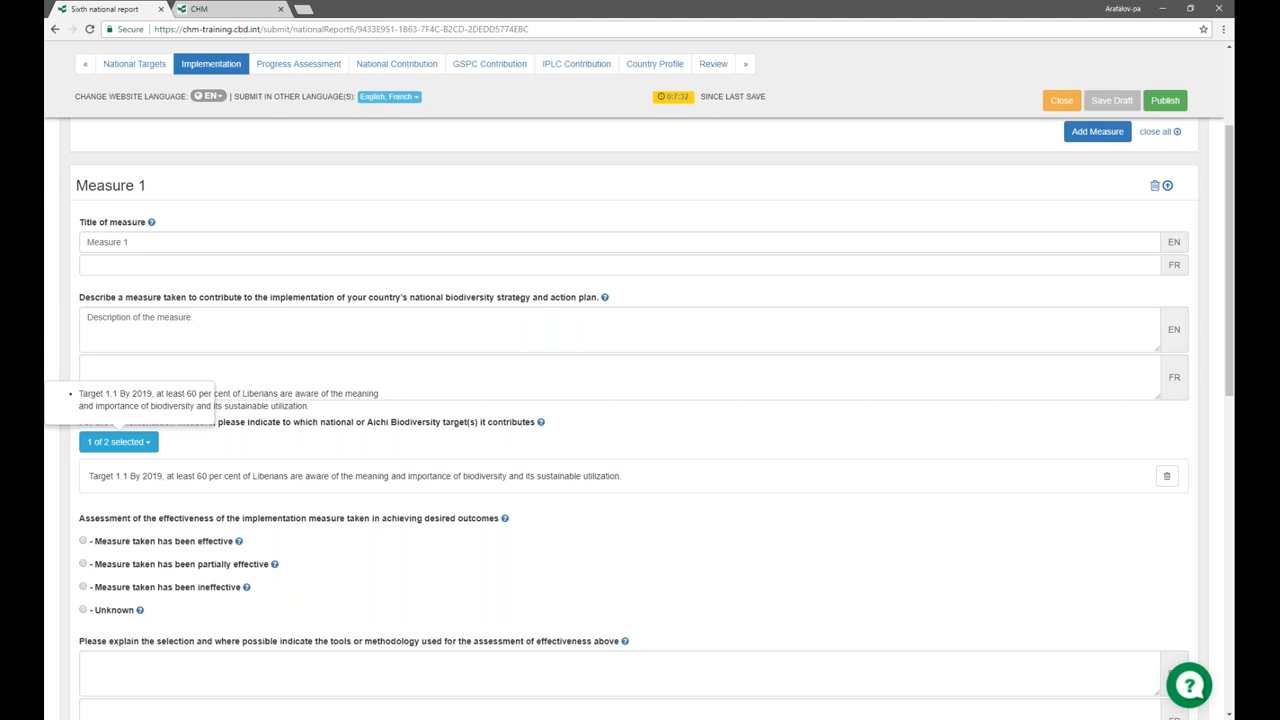 Sixth national report
CHM
Arafalov-pa
Secure https://chm-training.cbd.int/submit/nationalReport6/9433E951-1B63-7F4C-B2CD-2DEDD5774EBC
« National Targets Implementation Progress Assessment National Contribution GSPC Contribution IPLC Contribution Country Profile Review »
CHANGE WEBSITE LANGUAGE: EN | SUBMIT IN OTHER LANGUAGE(S): English, French 0:7:32 SINCE LAST SAVE
Close Save Draft Publish
Add Measure close all
Measure 1
Title of measure
Measure 1 EN
FR
Describe a measure taken to contribute to the implementation of your country's national biodiversity strategy and action plan.
Description of the measure.
EN
FR
• Target 1.1 By 2019, at least 60 per cent of Liberians are aware of the meaning
and importance of biodiversity and its sustainable utilization.
please indicate to which national or Aichi Biodiversity target(s) it contributes
1 of 2 selected
Target 1.1 By 2019, at least 60 per cent of Liberians are aware of the meaning and importance of biodiversity and its sustainable utilization.
Assessment of the effectiveness of the implementation measure taken in achieving desired outcomes
- Measure taken has been effective
- Measure taken has been partially effective
- Measure taken has been ineffective
- Unknown
Please explain the selection and where possible indicate the tools or methodology used for the assessment of effectiveness above